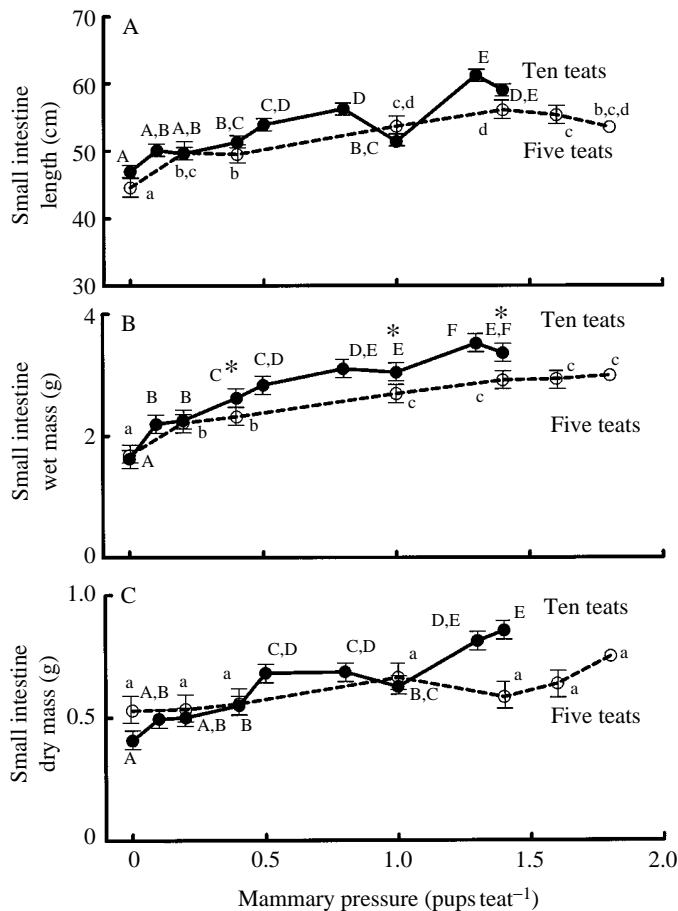 A
70
60
50
40
30
Small intestine
length (cm)
A
A,B
A,B
B,C
C,D
D
B,C
E
D,E
a
b,c
b
c,d
d
c
b,c,d
Ten teats
Five teats
B
4
2
0
Small intestine
wet mass (g)
a
A
B
B
b
C
*
b
C,D
D,E
*
E
c
F
*
E,F
c
c
c
Ten teats
Five teats
C
1.0
0.5
0
Small intestine
dry mass (g)
a
A
A,B
a
A,B
a
B
C,D
C,D
a
B,C
D,E
E
a
a
a
Ten teats
Five teats
0
0.5
1.0
1.5
2.0
Mammary pressure (pups teat⁻¹)